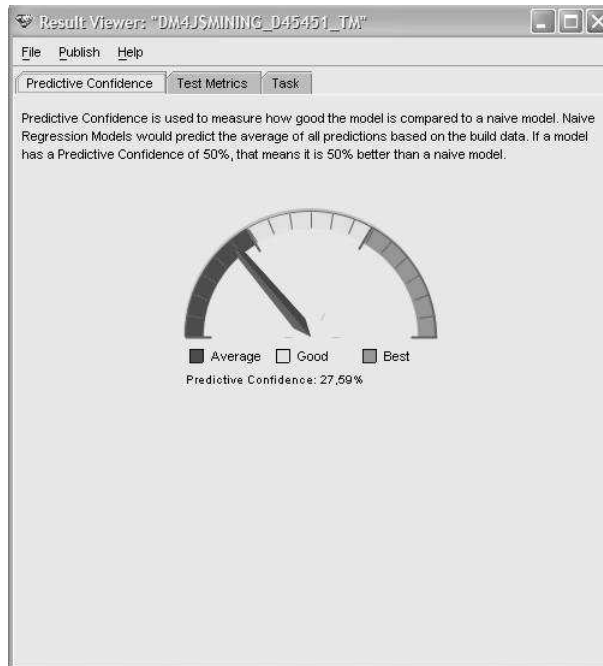 Result Viewer: "DM4JSMINING_D45451_TM"
File Publish Help
Predictive Confidence Test Metrics Task
Predictive Confidence is used to measure how good the model is compared to a naive model. Naive
Regression Models would predict the average of all predictions based on the build data. If a model
has a Predictive Confidence of 50%, that means it is 50% better than a naive model.
Average Good Best
Predictive Confidence: 27,59%